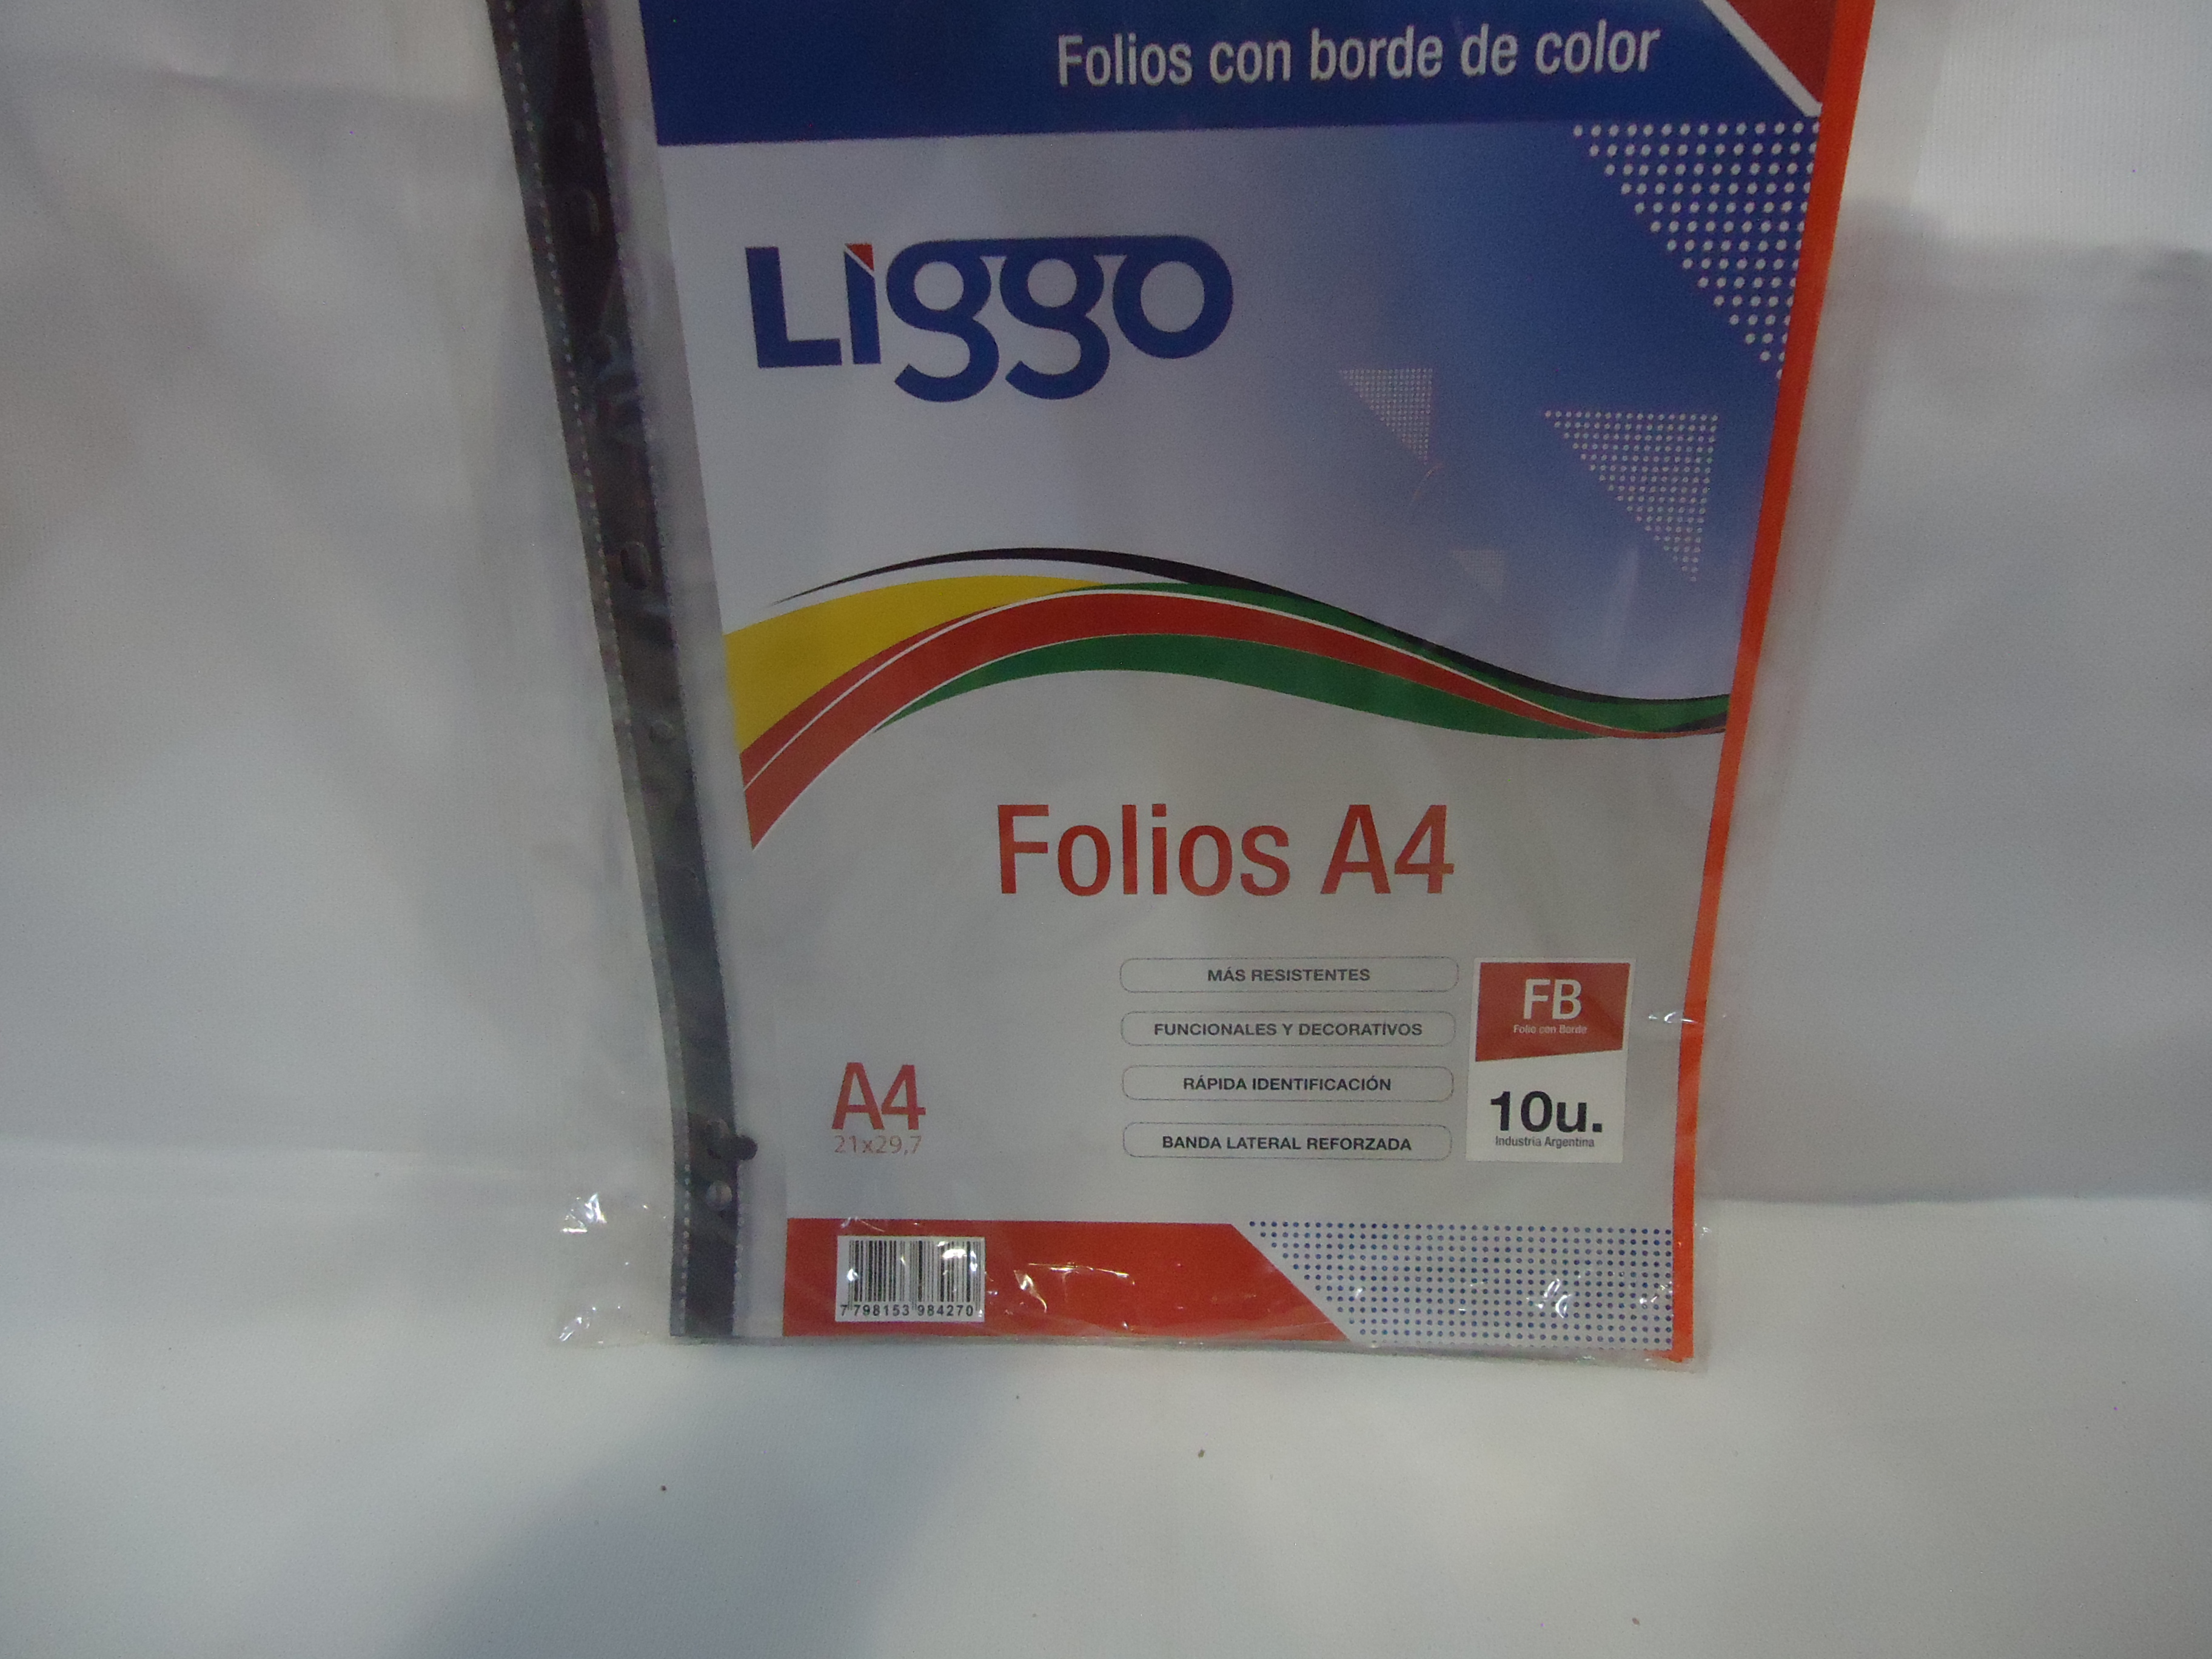 Folios con borde de color
Liggo
Folios A4
MÁS RESISTENTES
FUNCIONALES Y DECORATIVOS
RÁPIDA IDENTIFICACIÓN
BANDA LATERAL REFORZADA
FB
Folio con Borde
10u.
Industria Argentina
A4
21x29,7
7 798153 984270